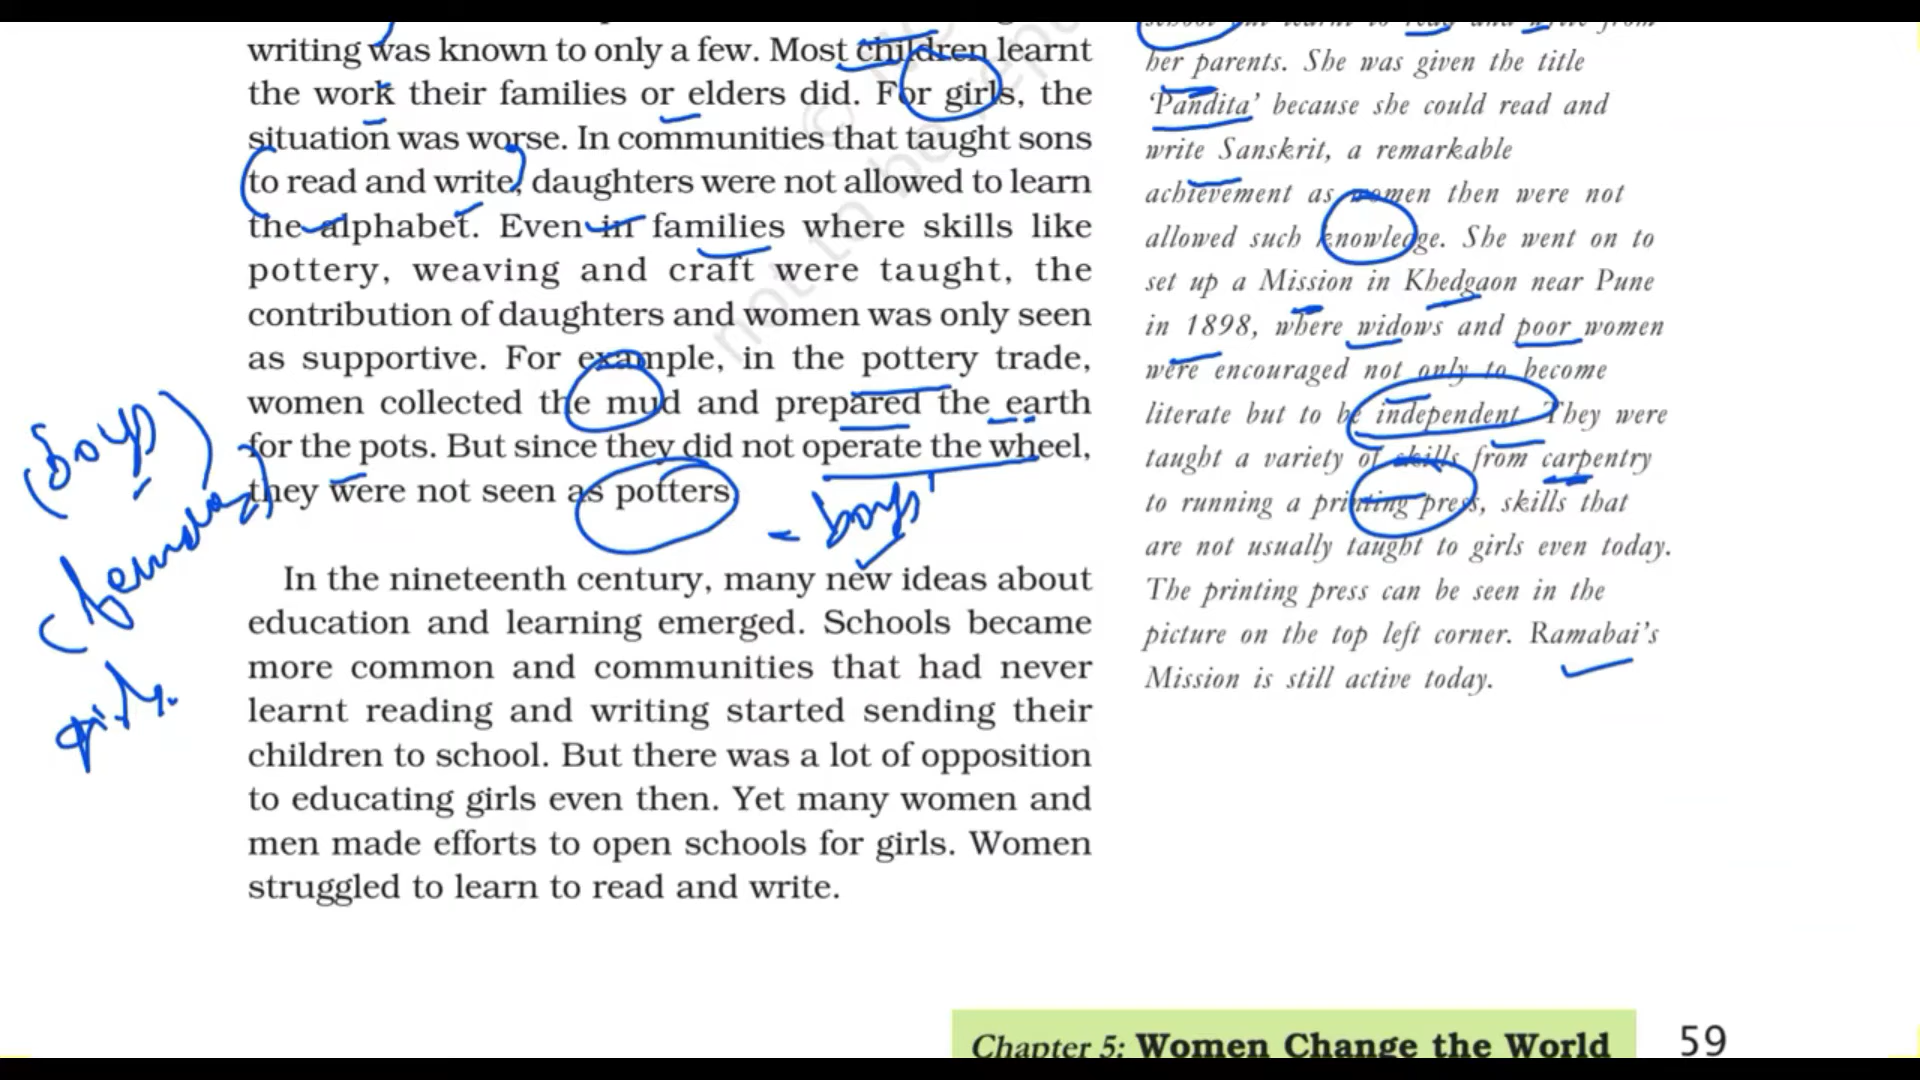 writing was known to only a few. Most children learnt
the work their families or elders did. For girls, the
situation was worse. In communities that taught sons
to read and write, daughters were not allowed to learn
the alphabet. Even in families where skills like
pottery, weaving and craft were taught, the
contribution of daughters and women was only seen
as supportive. For example, in the pottery trade,
women collected the mud and prepared the earth
for the pots. But since they did not operate the wheel,
they were not seen as potters.
boys
boys
girls
In the nineteenth century, many new ideas about
education and learning emerged. Schools became
more common and communities that had never
learnt reading and writing started sending their
children to school. But there was a lot of opposition
to educating girls even then. Yet many women and
men made efforts to open schools for girls. Women
struggled to learn to read and write.
school but learnt to read and write from
her parents. She was given the title
‘Pandita’ because she could read and
write Sanskrit, a remarkable
achievement as women then were not
allowed such knowledge. She went on to
set up a Mission in Khedgaon near Pune
in 1898, where widows and poor women
were encouraged not only to become
literate but to be independent. They were
taught a variety of skills from carpentry
to running a printing press, skills that
are not usually taught to girls even today.
The printing press can be seen in the
picture on the top left corner. Ramabai’s
Mission is still active today.
© 
not to be repu
Chapter 5: Women Change the World 59